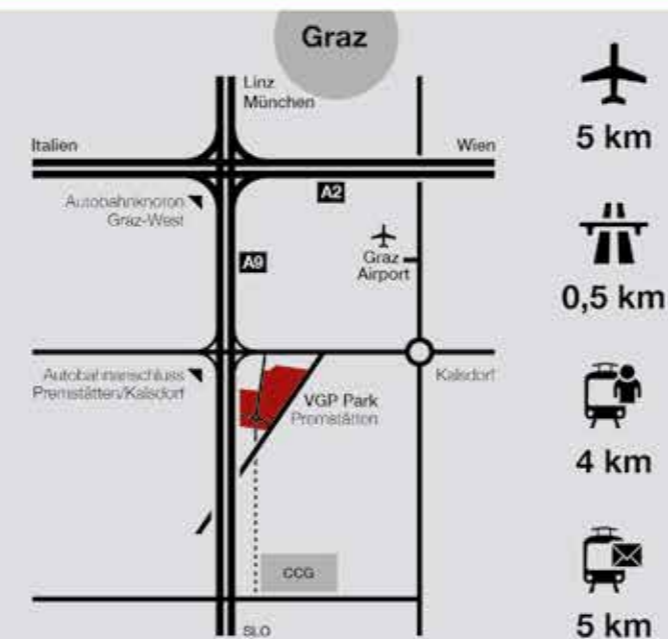 Graz
Linz
München
Italien
Wien
A2
Autobahnknoten
Graz-West
A9
Graz
Airport
Autobahnanschluss
Premstätten/Kalsdorf
Kalsdorf
VGP Park
Premstätten
CCG
SLO
5 km
0,5 km
4 km
5 km